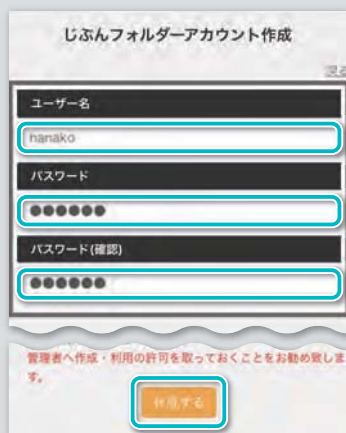 じぶんフォルダーアカウント作成
戻る
ユーザー名
hanako
パスワード
●●●●●●
パスワード(確認)
●●●●●●
管理者へ作成・利用の許可を取っておくことをお勧め致しま
す。
作成する